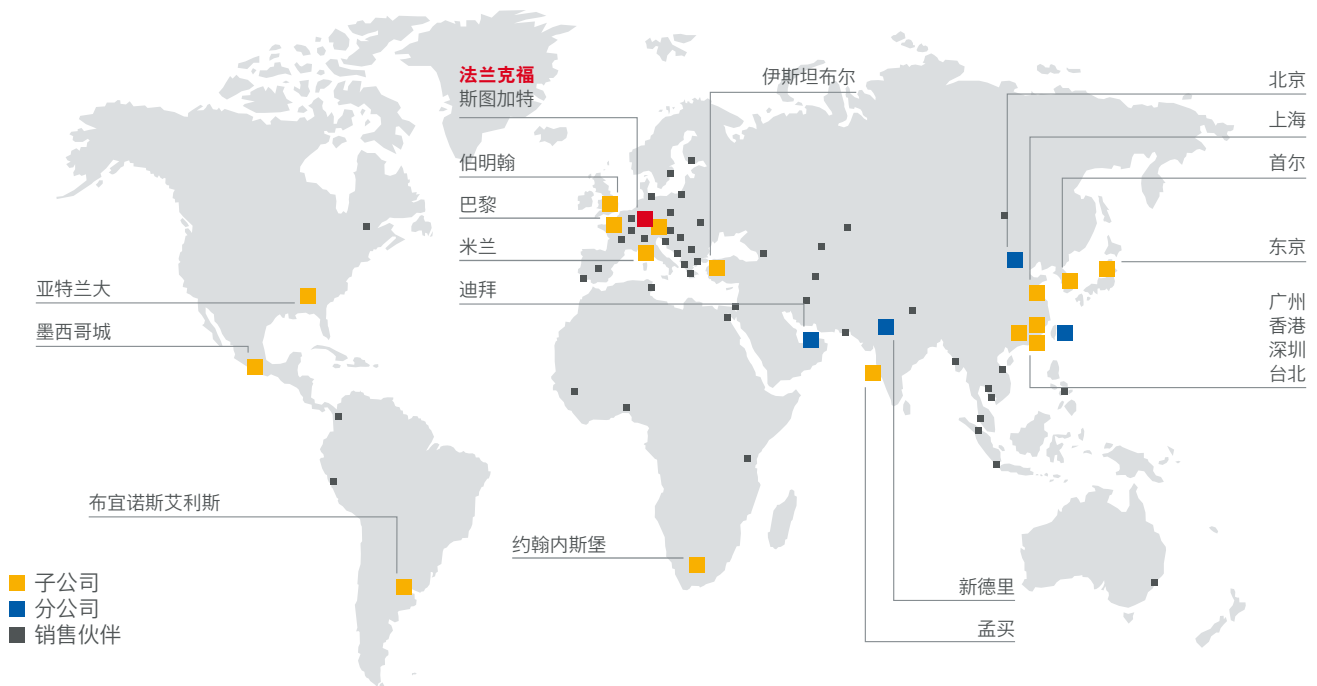 法兰克福
斯图加特
伊斯坦布尔
北京
上海
伯明翰
首尔
巴黎
米兰
东京
亚特兰大
迪拜
广州
香港
深圳
台北
墨西哥城
布宜诺斯艾利斯
约翰内斯堡
新德里
孟买
子公司
分公司
销售伙伴